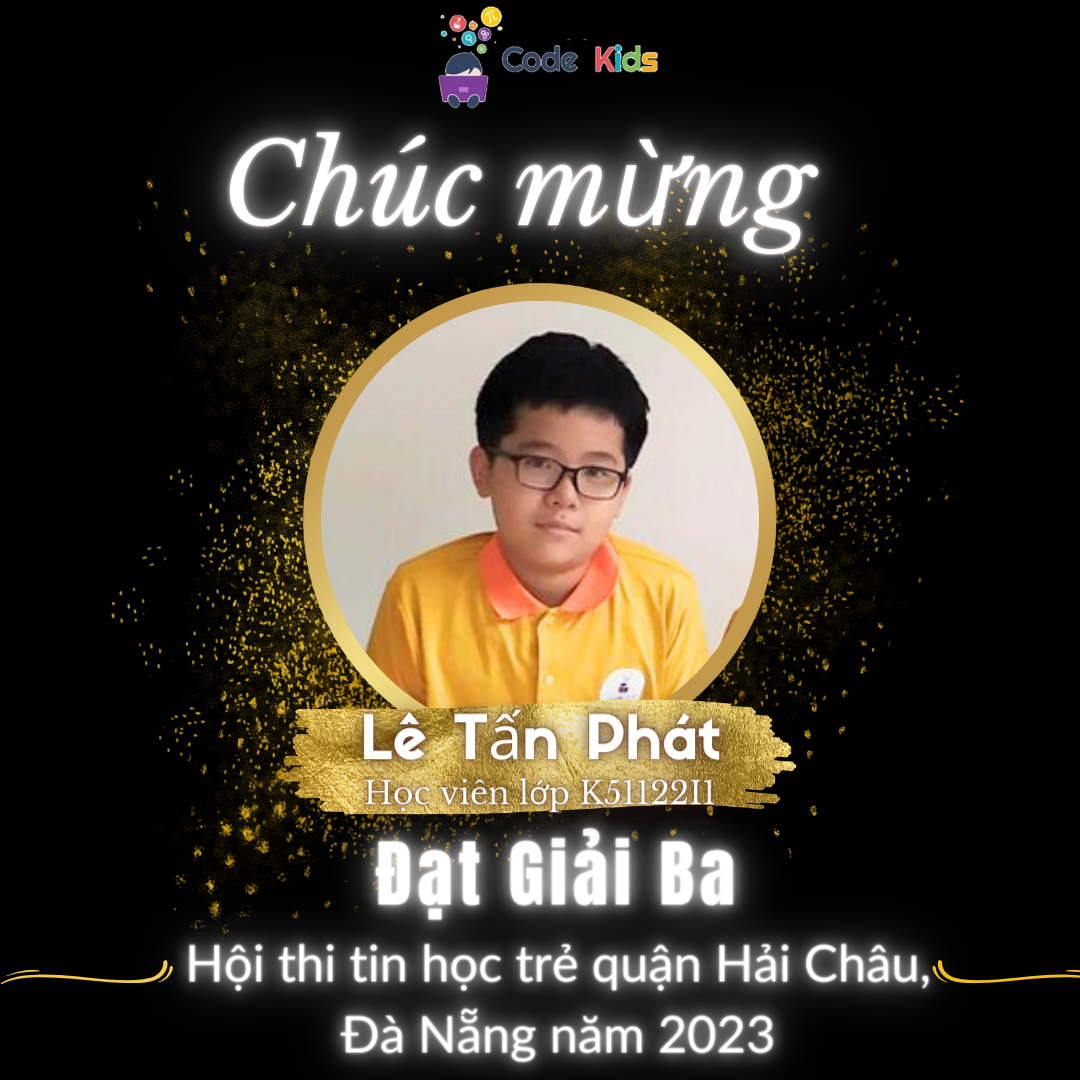 Code Kids
Chúc mừng
Lê Tấn Phát
Học viên lớp K51122I1
Đạt Giải Ba
Hội thi tin học trẻ quận Hải Châu,
Đà Nẵng năm 2023